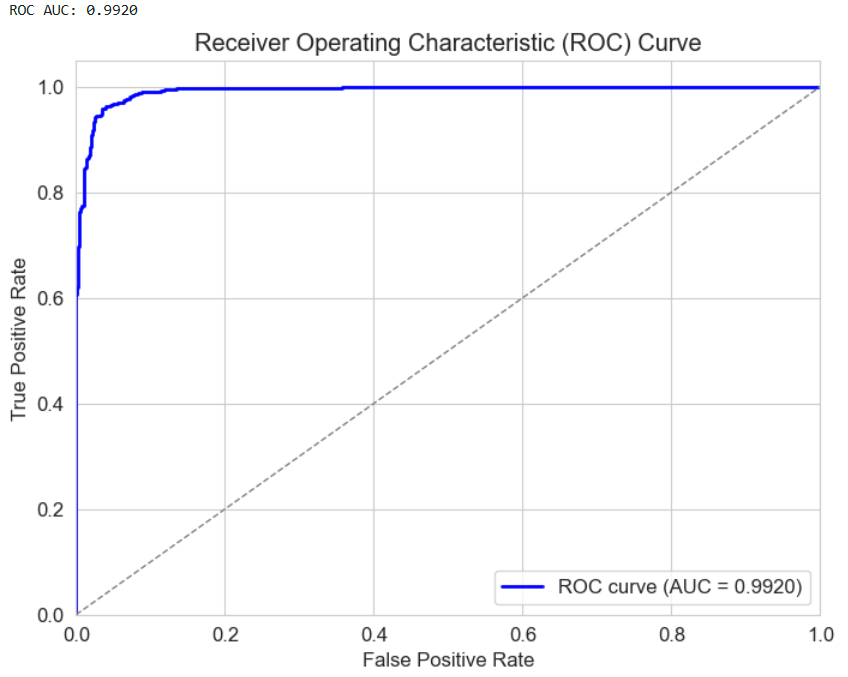 ROC AUC: 0.9920
Receiver Operating Characteristic (ROC) Curve
True Positive Rate
1.0
0.8
0.6
0.4
0.2
0.0
ROC curve (AUC = 0.9920)
0.0 0.2 0.4 0.6 0.8 1.0
False Positive Rate